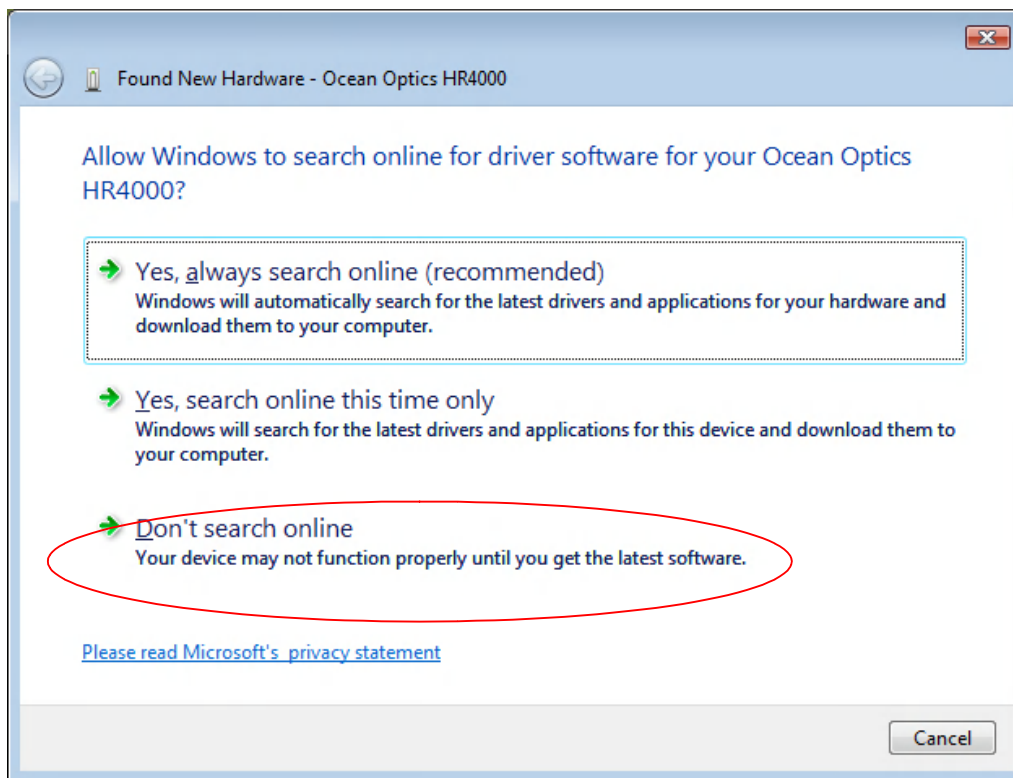 Found New Hardware - Ocean Optics HR4000
Allow Windows to search online for driver software for your Ocean Optics
HR4000?
Yes, always search online (recommended)
Windows will automatically search for the latest drivers and applications for your hardware and
download them to your computer.
Yes, search online this time only
Windows will search for the latest drivers and applications for this device and download them to
your computer.
Don't search online
Your device may not function properly until you get the latest software.
Please read Microsoft's privacy statement
Cancel